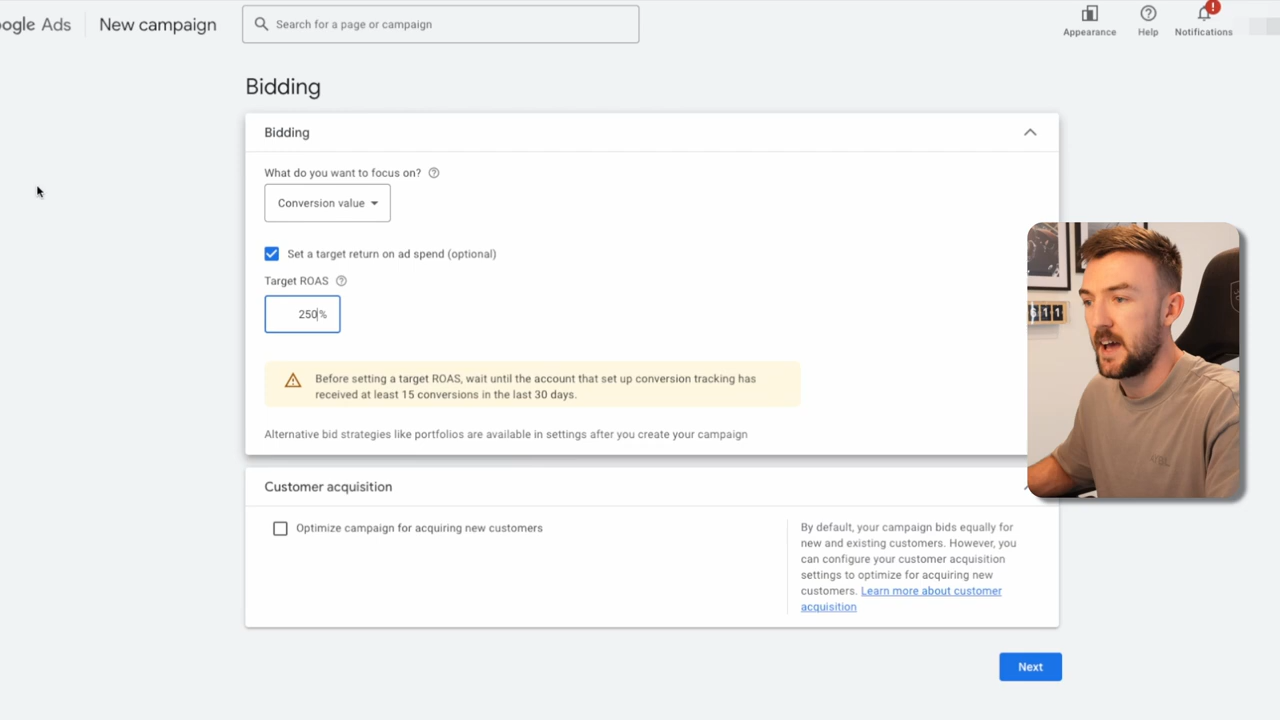 ogle Ads
New campaign
Search for a page or campaign
!
Appearance
Help
Notifications
Bidding
Bidding
What do you want to focus on?
Conversion value
Set a target return on ad spend (optional)
Target ROAS
250%
Before setting a target ROAS, wait until the account that set up conversion tracking has
received at least 15 conversions in the last 30 days.
Alternative bid strategies like portfolios are available in settings after you create your campaign
Customer acquisition
Optimize campaign for acquiring new customers
By default, your campaign bids equally for
new and existing customers. However, you
can configure your customer acquisition
settings to optimize for acquiring new
customers. Learn more about customer
acquisition
Next